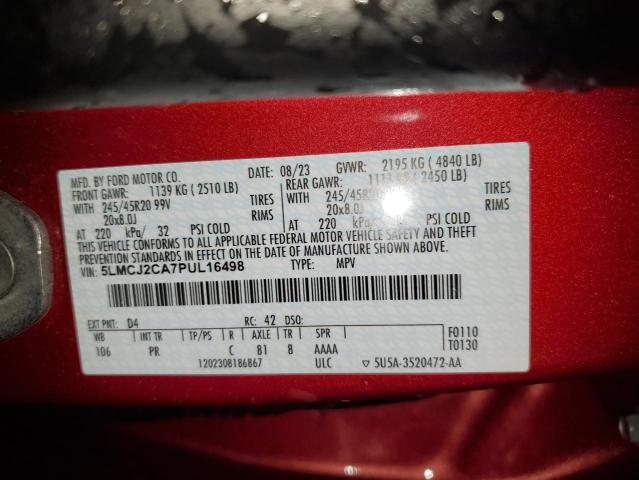 MFD. BY FORD MOTOR CO. DATE: 08/23 GVWR: 2195 KG ( 4840 LB)
FRONT GAWR: 1139 KG ( 2510 LB) REAR GAWR: KG ( 2450 LB)
WITH 245/45R20 99V TIRES WITH 245/45R20 TIRES
20x8.0J RIMS 20x8.0J RIMS
AT 220 kPa/ 32 PSI COLD AT 220 kPa/ PSI COLD
THIS VEHICLE CONFORMS TO ALL APPLICABLE FEDERAL MOTOR VEHICLE SAFETY AND THEFT
PREVENTION STANDARDS IN EFFECT ON THE DATE OF MANUFACTURE SHOWN ABOVE.
VIN: 5LMCJ2CA7PUL16498 TYPE: MPV
EXT PNT: D4 RC: 42 DSO: F0110
WB INT TR TP/PS R AXLE TR SPR T0130
106 PR C 81 8 AAAA
1202308186867 ULC ▽ 5U5A-3520472-AA